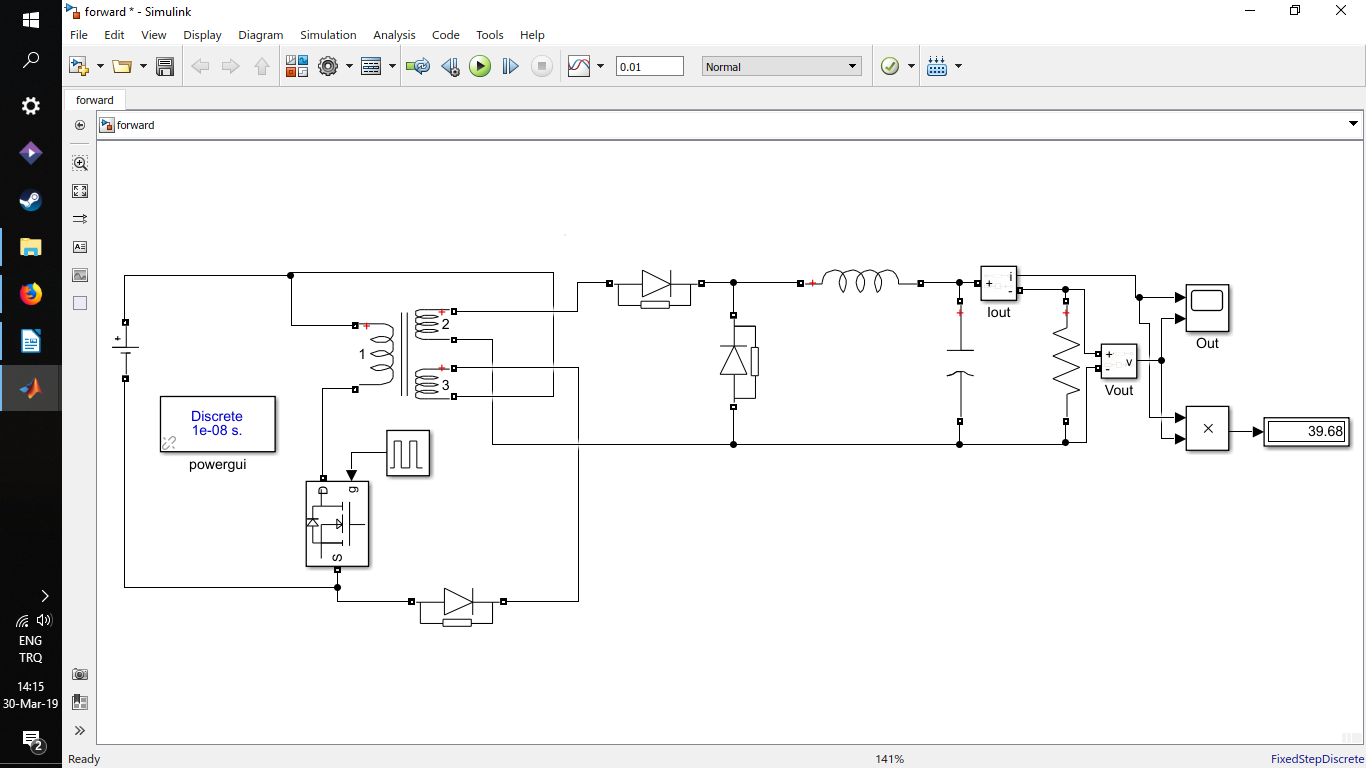 forward * - Simulink
File Edit View Display Diagram Simulation Analysis Code Tools Help
0.01 Normal
forward
forward
1
2
3
Discrete
1e-08 s.
powergui
g
D
S
+
i
+
-
Iout
+
v
-
Vout
Out
×
39.68
ENG
TRQ
14:15
30-Mar-19
2
Ready 141% FixedStepDiscrete